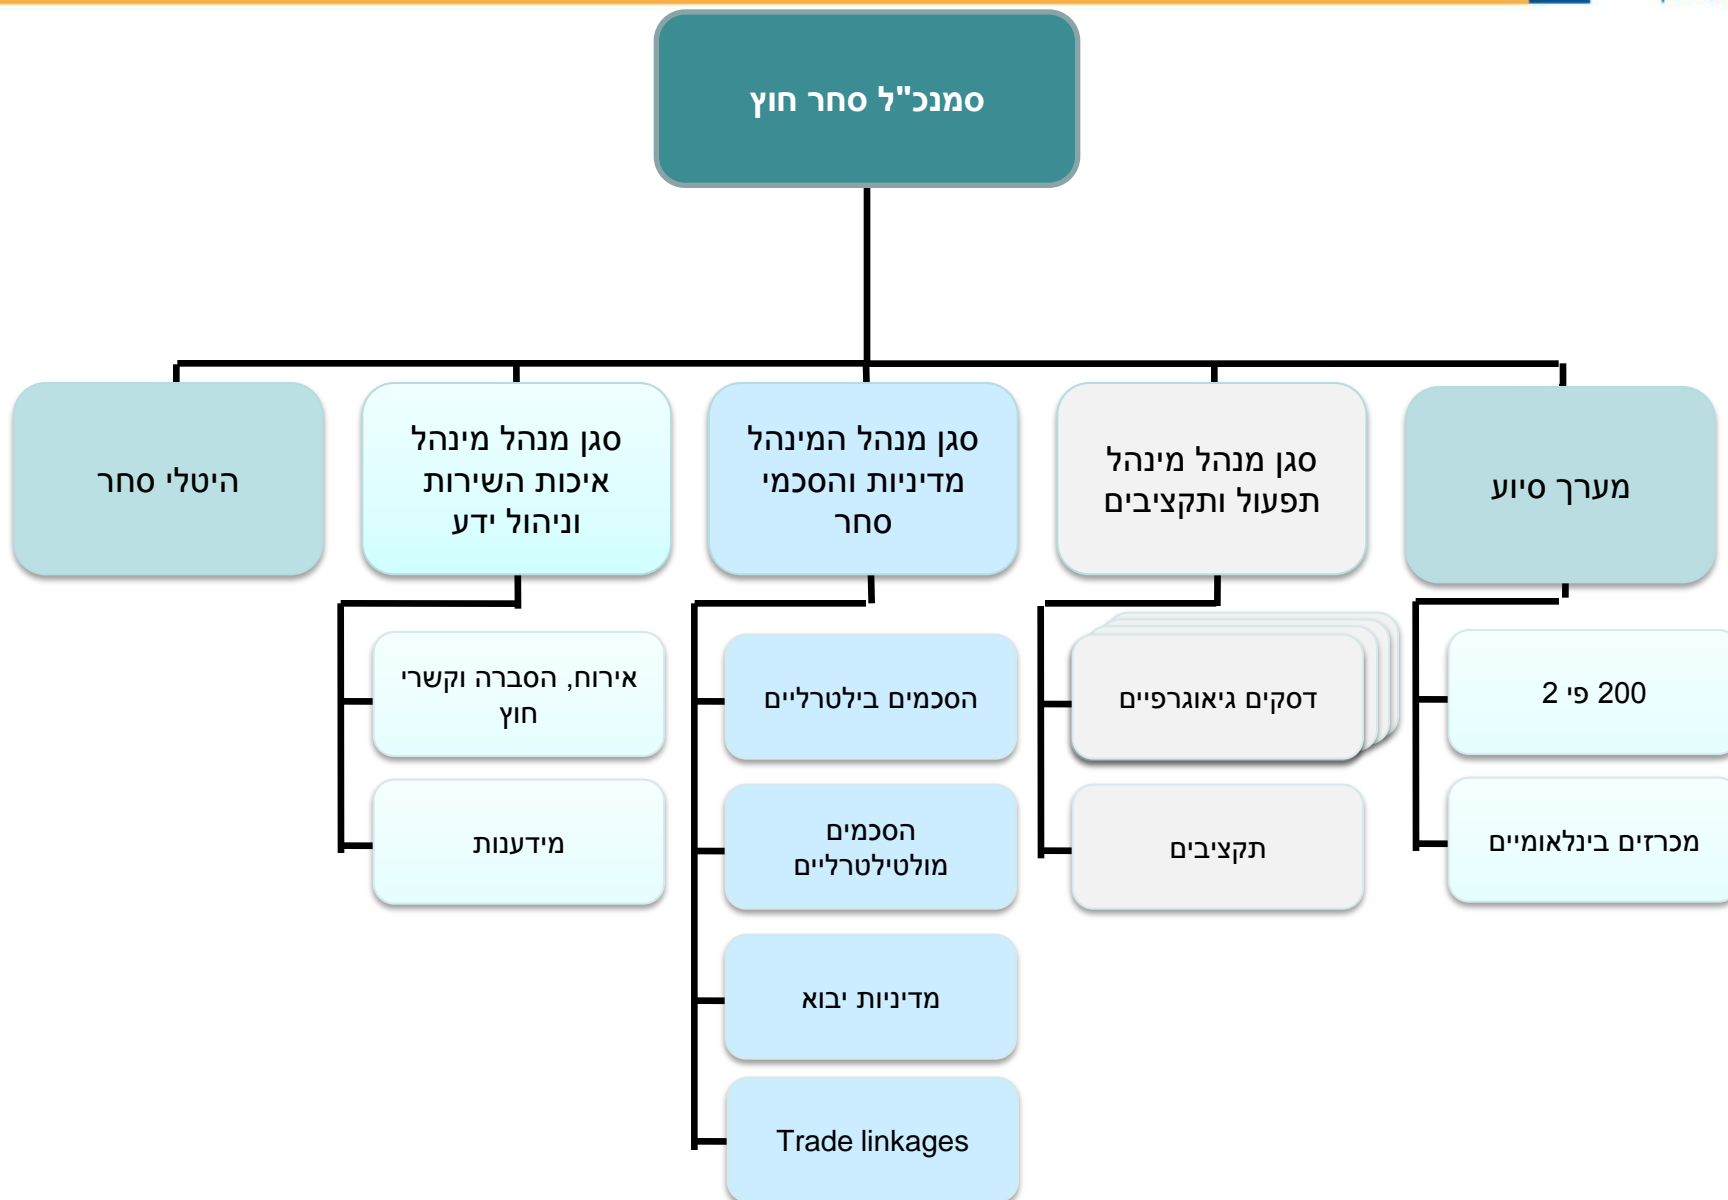 סמנכ"ל סחר חוץ
מערך סיוע
סגן מנהל מינהל
תפעול ותקציבים
סגן מנהל המינהל
מדיניות והסכמי
סחר
סגן מנהל מינהל
איכות השירות
וניהול ידע
היטלי סחר
200 פי 2
מכרזים בינלאומיים
דסקים גיאוגרפיים
תקציבים
הסכמים בילטרליים
הסכמים
מולטילטרליים
מדיניות יבוא
Trade linkages
אירוח, הסברה וקשרי
חוץ
מידענות